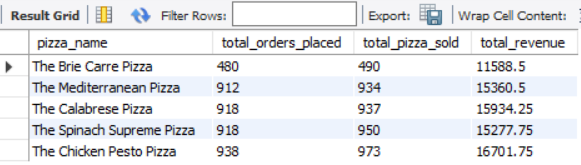 Result Grid Filter Rows: Export: Wrap Cell Content:
pizza_name total_orders_placed total_pizza_sold total_revenue
The Brie Carre Pizza 480 490 11588.5
The Mediterranean Pizza 912 934 15360.5
The Calabrese Pizza 918 937 15934.25
The Spinach Supreme Pizza 918 950 15277.75
The Chicken Pesto Pizza 938 973 16701.75